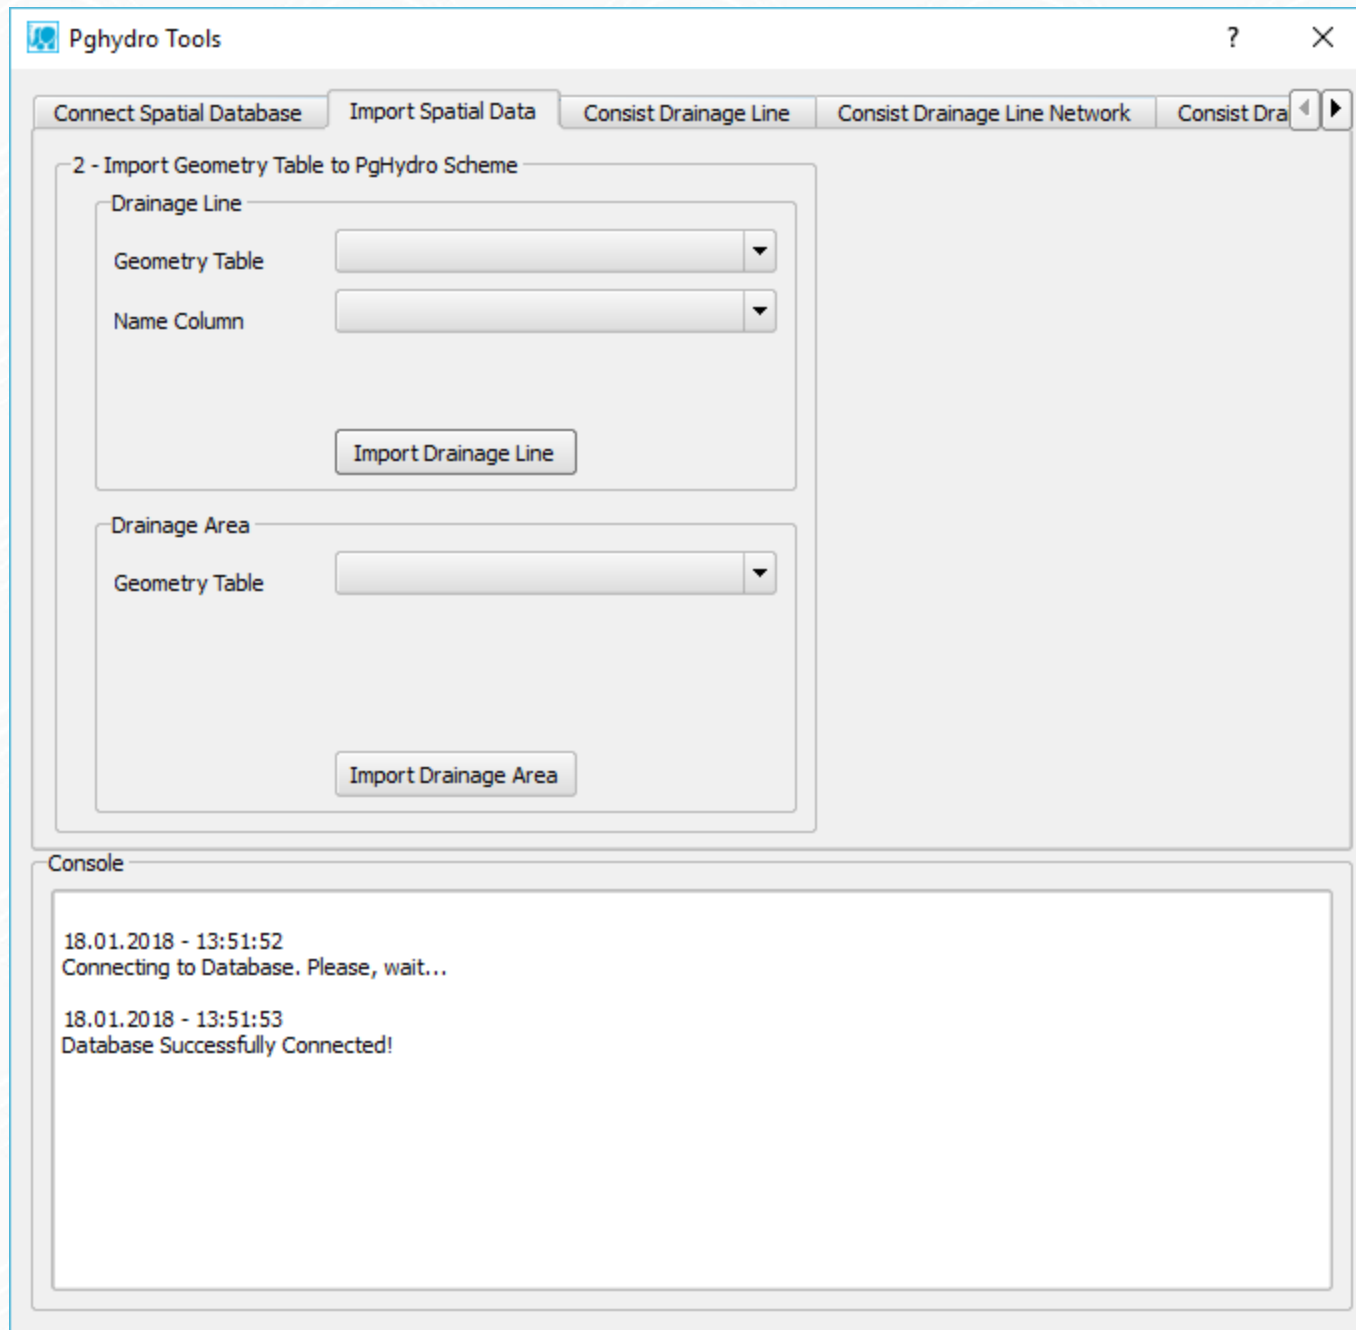 Pghydro Tools
?
Connect Spatial Database
Import Spatial Data
Consist Drainage Line
Consist Drainage Line Network
Consist Dra
2 - Import Geometry Table to PgHydro Scheme
Drainage Line
Geometry Table
Name Column
Import Drainage Line
Drainage Area
Geometry Table
Import Drainage Area
Console
18.01.2018 - 13:51:52
Connecting to Database. Please, wait...
18.01.2018 - 13:51:53
Database Successfully Connected!